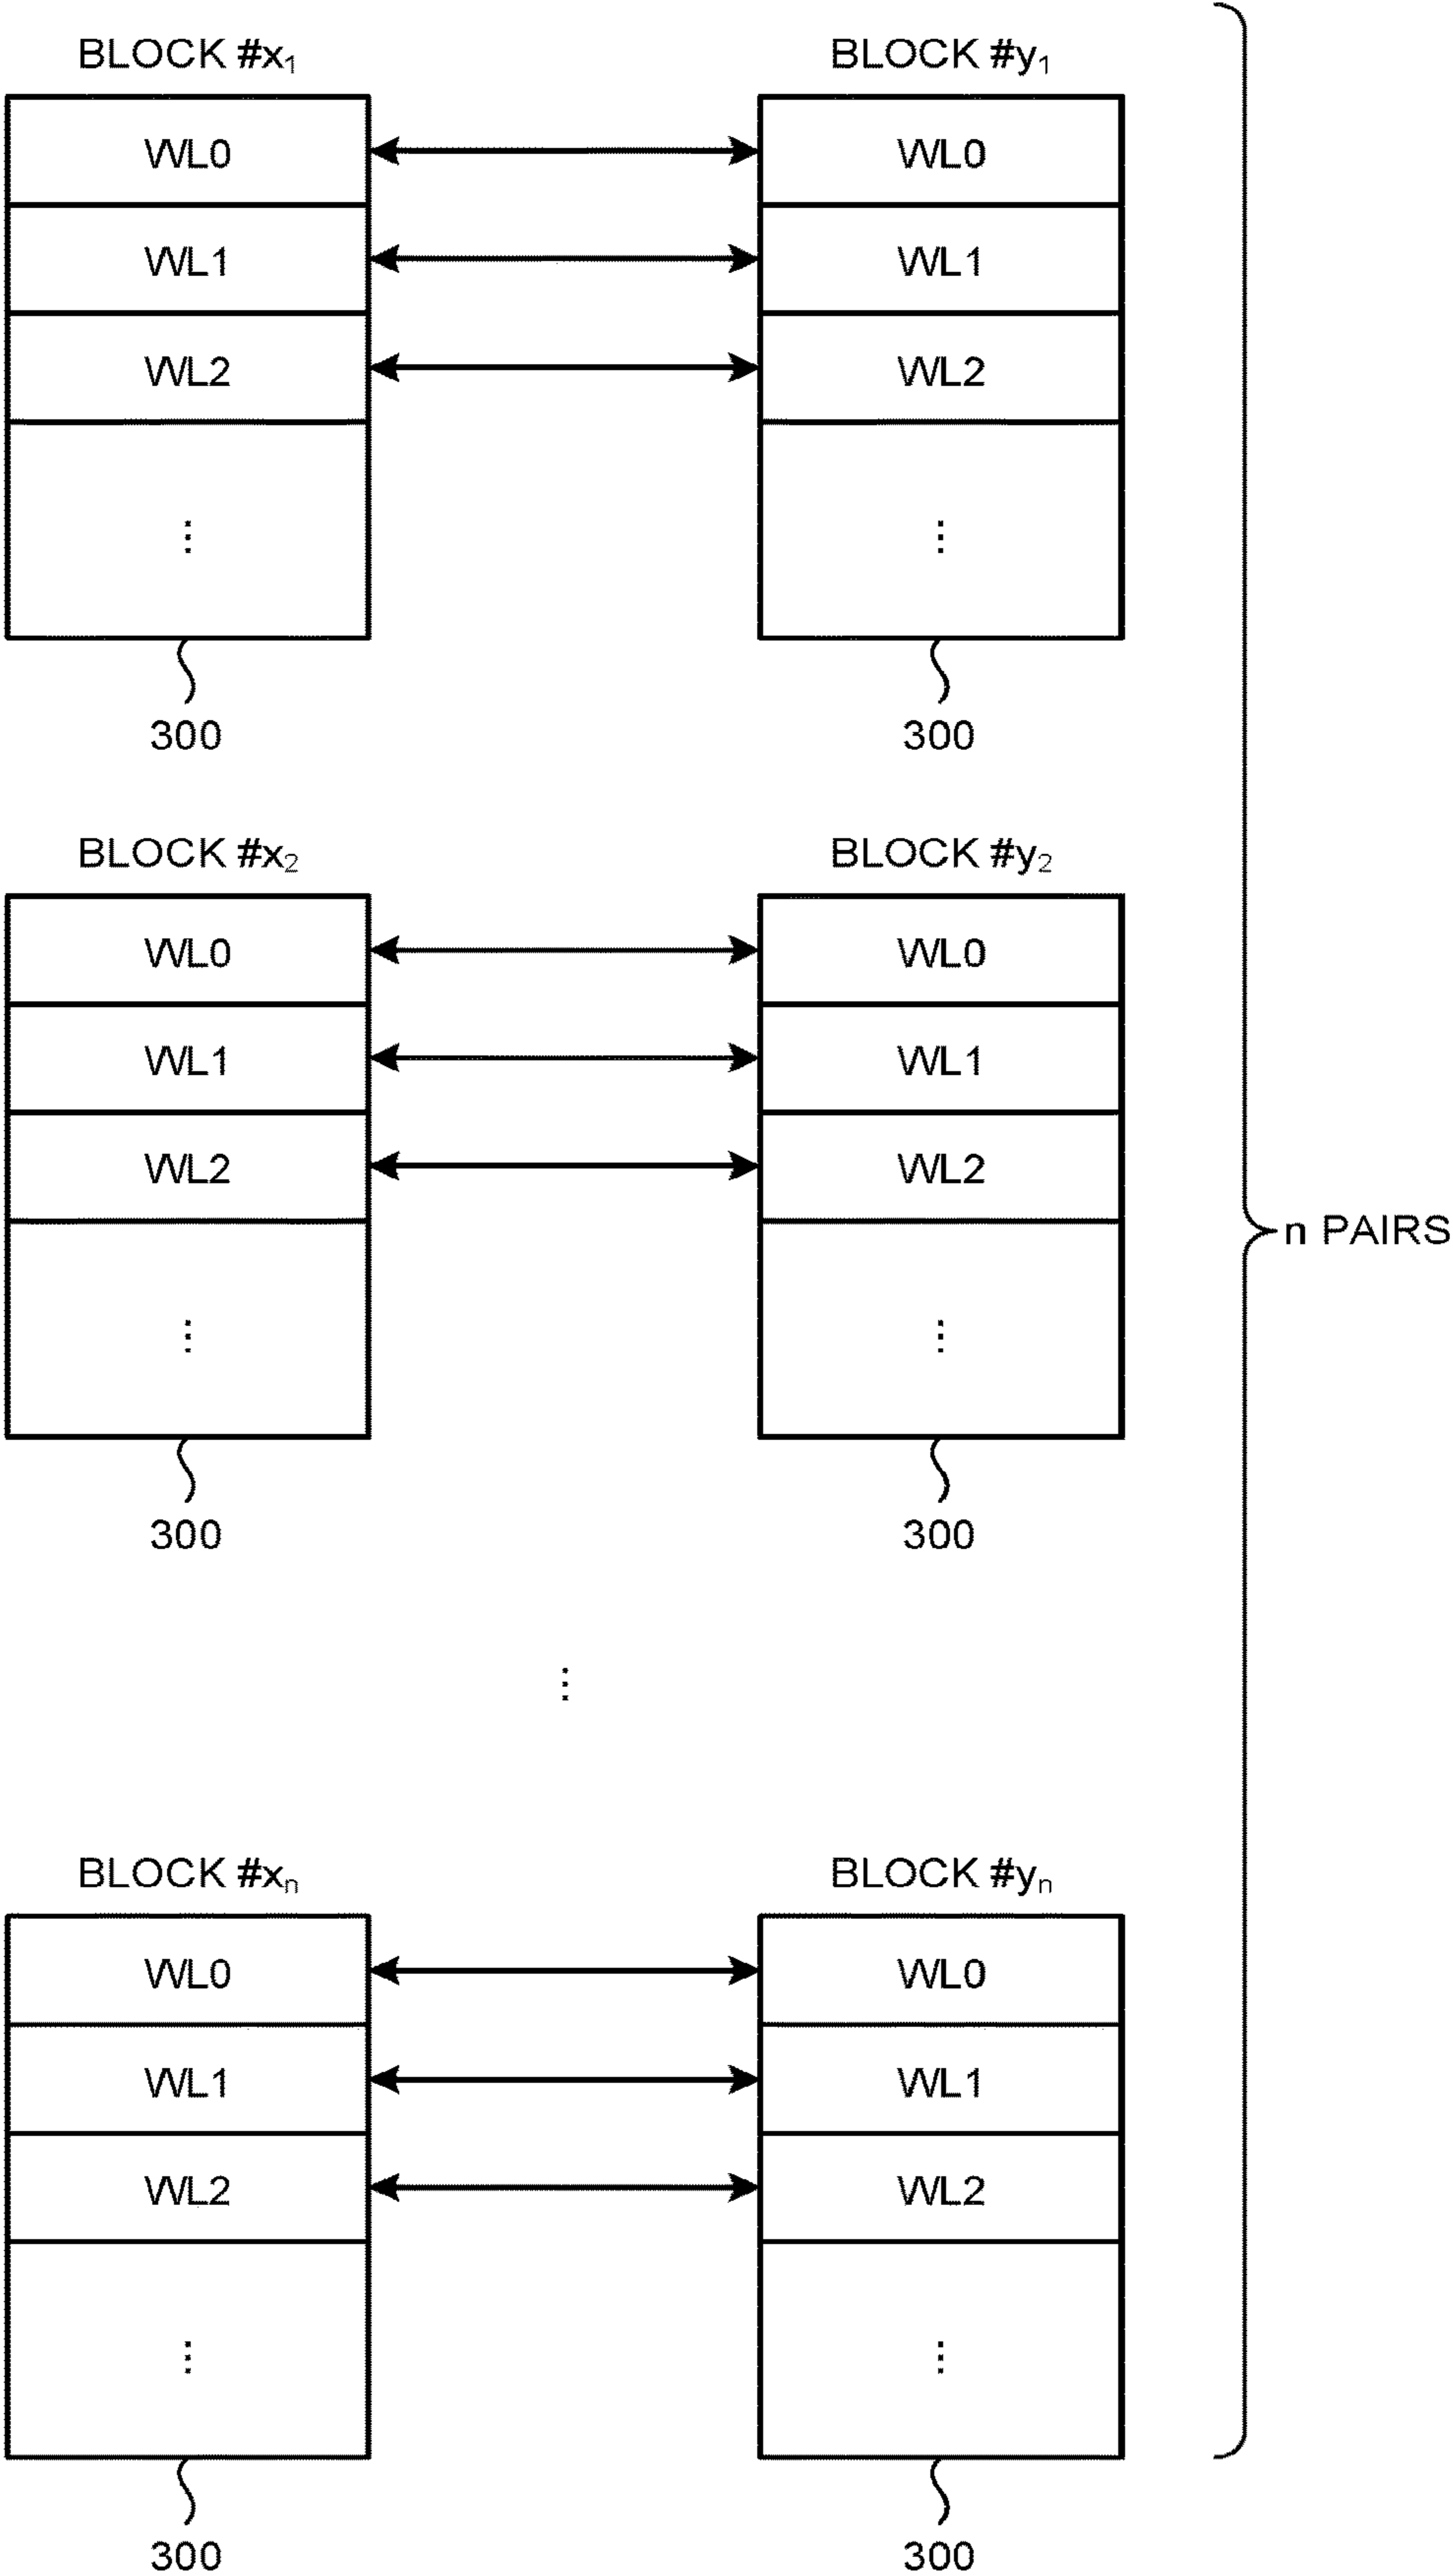 BLOCK #x₁ BLOCK #y₁
WL0 WL0
WL1 WL1
WL2 WL2
⋮ ⋮
300 300
BLOCK #x₂ BLOCK #y₂
WL0 WL0
WL1 WL1
WL2 WL2
n PAIRS
⋮ ⋮
300 300
⋮
BLOCK #xₙ BLOCK #yₙ
WL0 WL0
WL1 WL1
WL2 WL2
⋮ ⋮
300 300